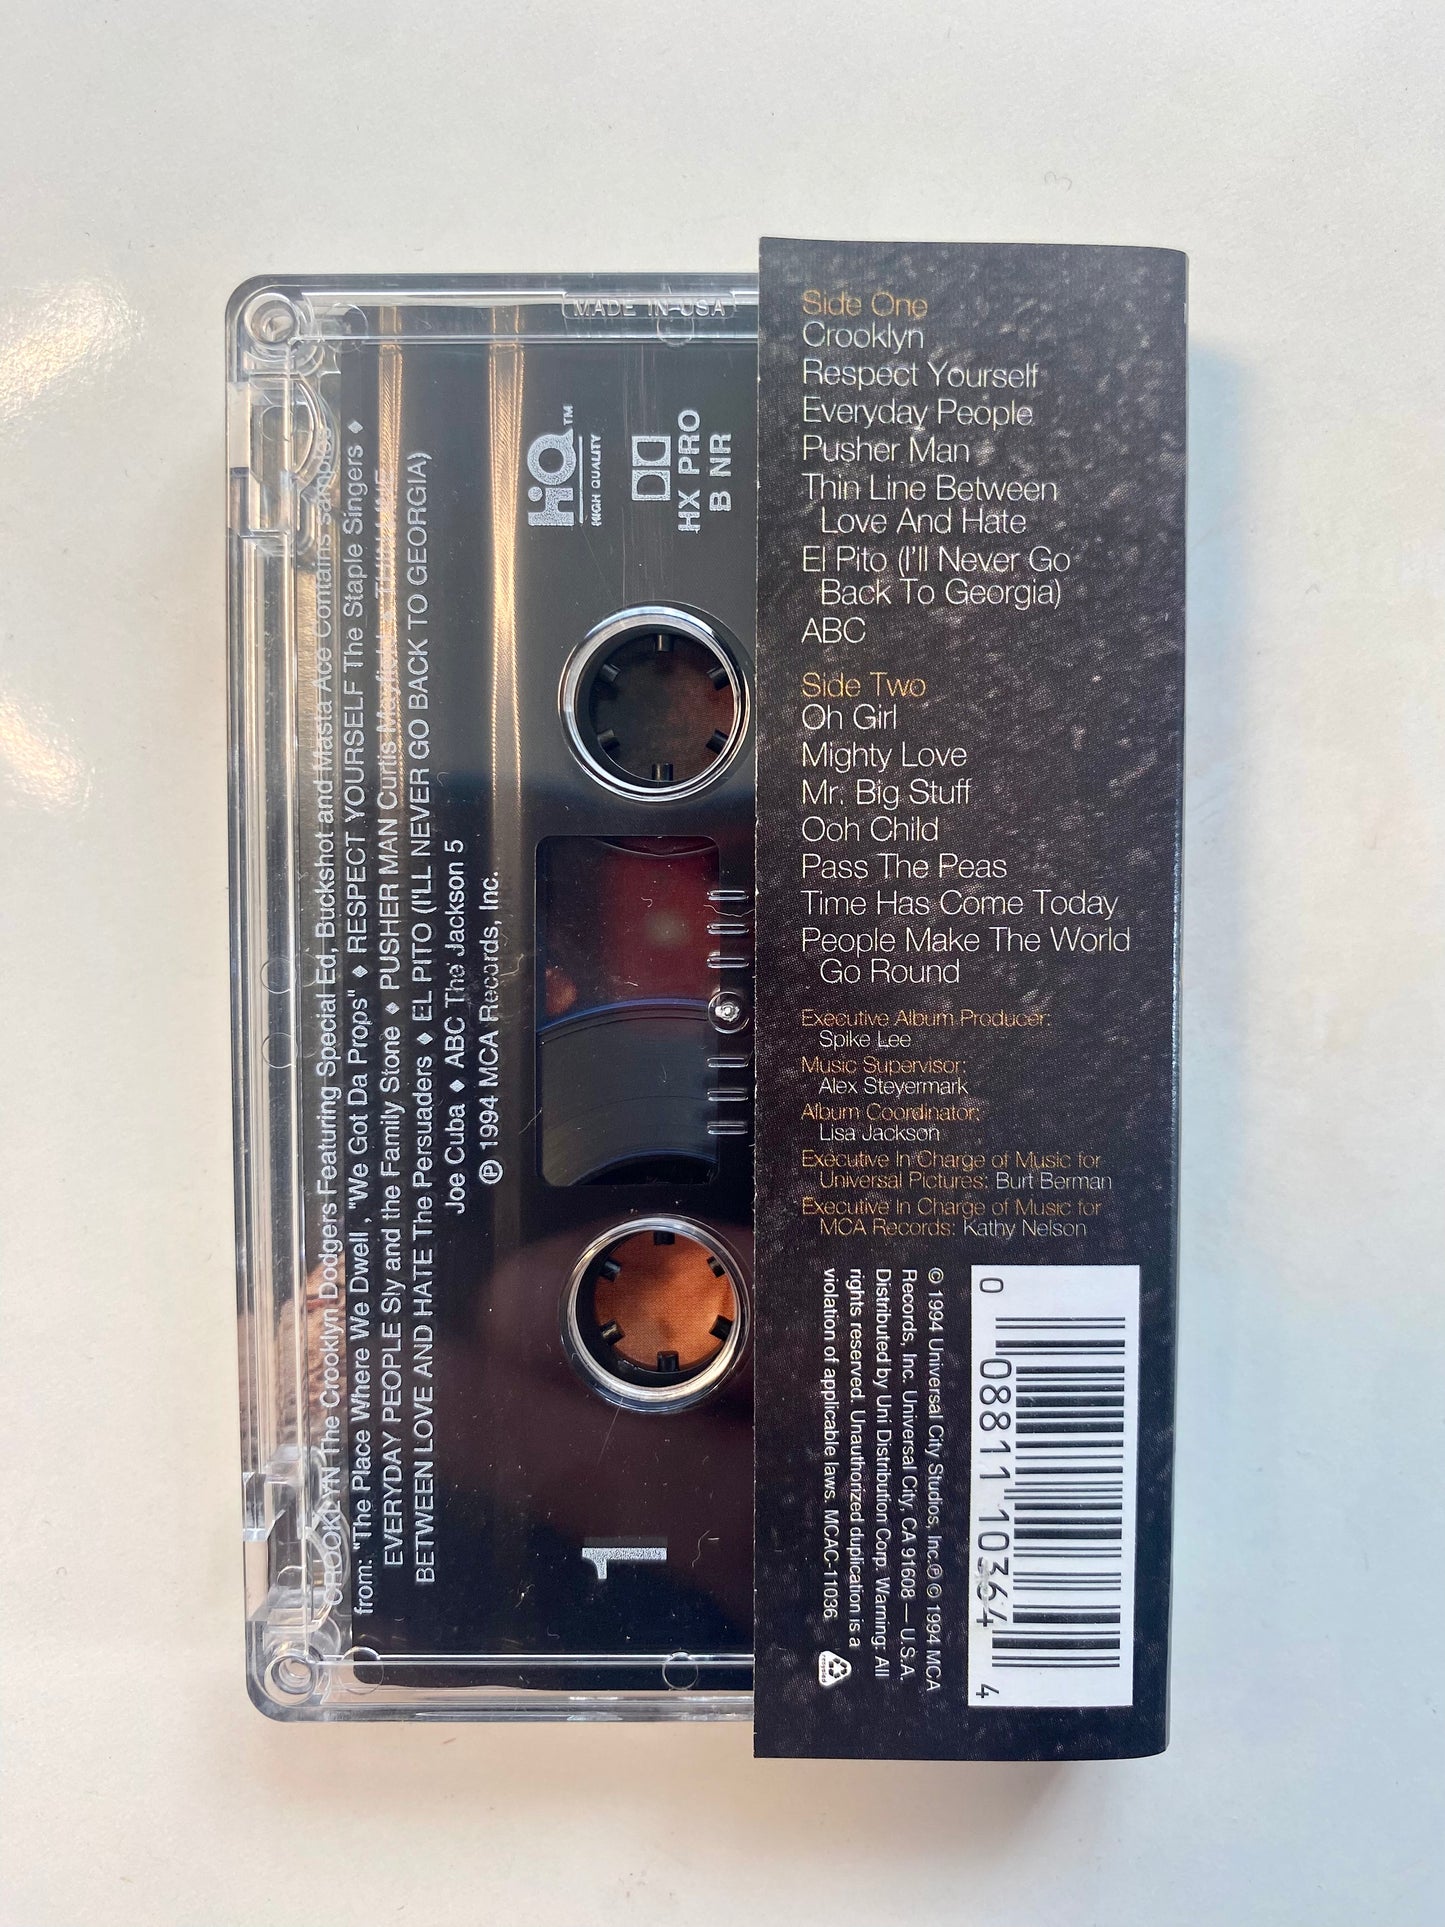 MADE IN USA
CROOKLYN The Crooklyn Dodgers Featuring Special Ed, Buckshot and Masta Ace Contains samples
from: "The Place Where We Dwell", "We Got Da Props" ♦ RESPECT YOURSELF The Staple Singers ♦
EVERYDAY PEOPLE Sly and the Family Stone ♦ PUSHER MAN Curtis Mayfield ♦ THIN LINE
BETWEEN LOVE AND HATE The Persuaders ♦ EL PITO (I'LL NEVER GO BACK TO GEORGIA)
Joe Cuba ♦ ABC The Jackson 5
℗ 1994 MCA Records, Inc.
HQ™
HIGH QUALITY
HX PRO
B NR
1
Side One
Crooklyn
Respect Yourself
Everyday People
Pusher Man
Thin Line Between
Love And Hate
El Pito (I'll Never Go
Back To Georgia)
ABC
Side Two
Oh Girl
Mighty Love
Mr. Big Stuff
Ooh Child
Pass The Peas
Time Has Come Today
People Make The World
Go Round
Executive Album Producer:
Spike Lee
Music Supervisor:
Alex Steyermark
Album Coordinator:
Lisa Jackson
Executive In Charge of Music for
Universal Pictures: Burt Berman
Executive In Charge of Music for
MCA Records: Kathy Nelson
© 1994 Universal City Studios, Inc.℗ © 1994 MCA
Records, Inc. Universal City, CA 91608 — U.S.A.
Distributed by Uni Distribution Corp. Warning: All
rights reserved. Unauthorized duplication is a
violation of applicable laws. MCAC-11036.
0 08811 10364 4